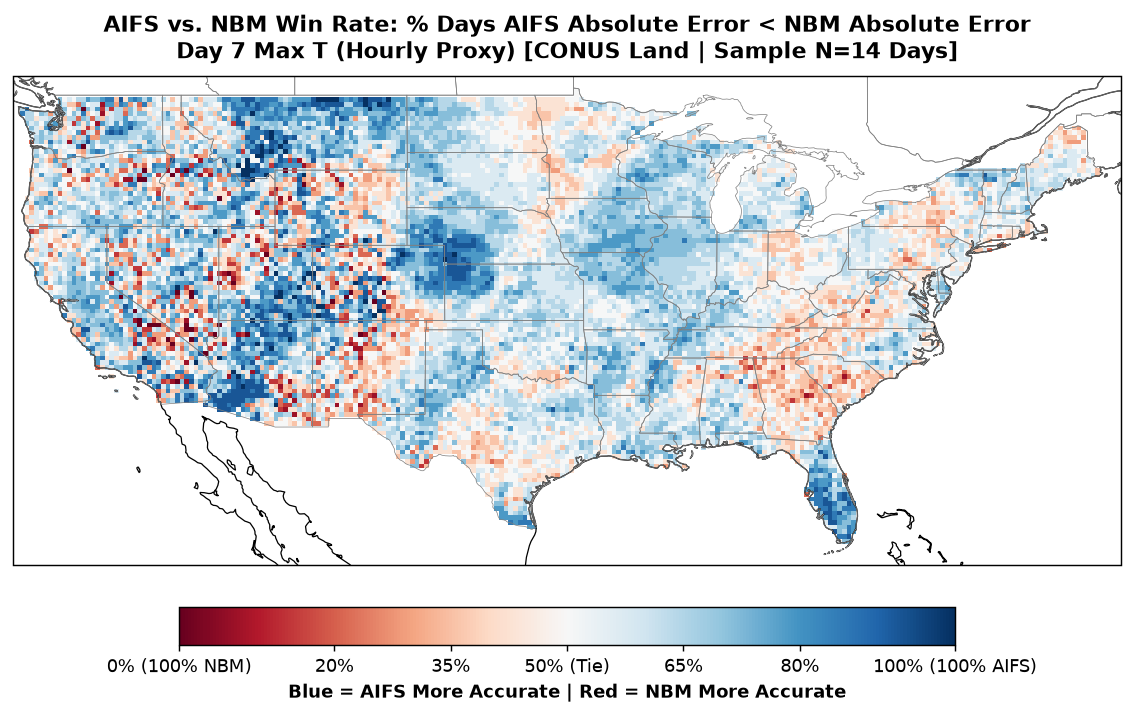 AIFS vs. NBM Win Rate: % Days AIFS Absolute Error < NBM Absolute Error
Day 7 Max T (Hourly Proxy) [CONUS Land | Sample N=14 Days]
0% (100% NBM) 20% 35% 50% (Tie) 65% 80% 100% (100% AIFS)
Blue = AIFS More Accurate | Red = NBM More Accurate